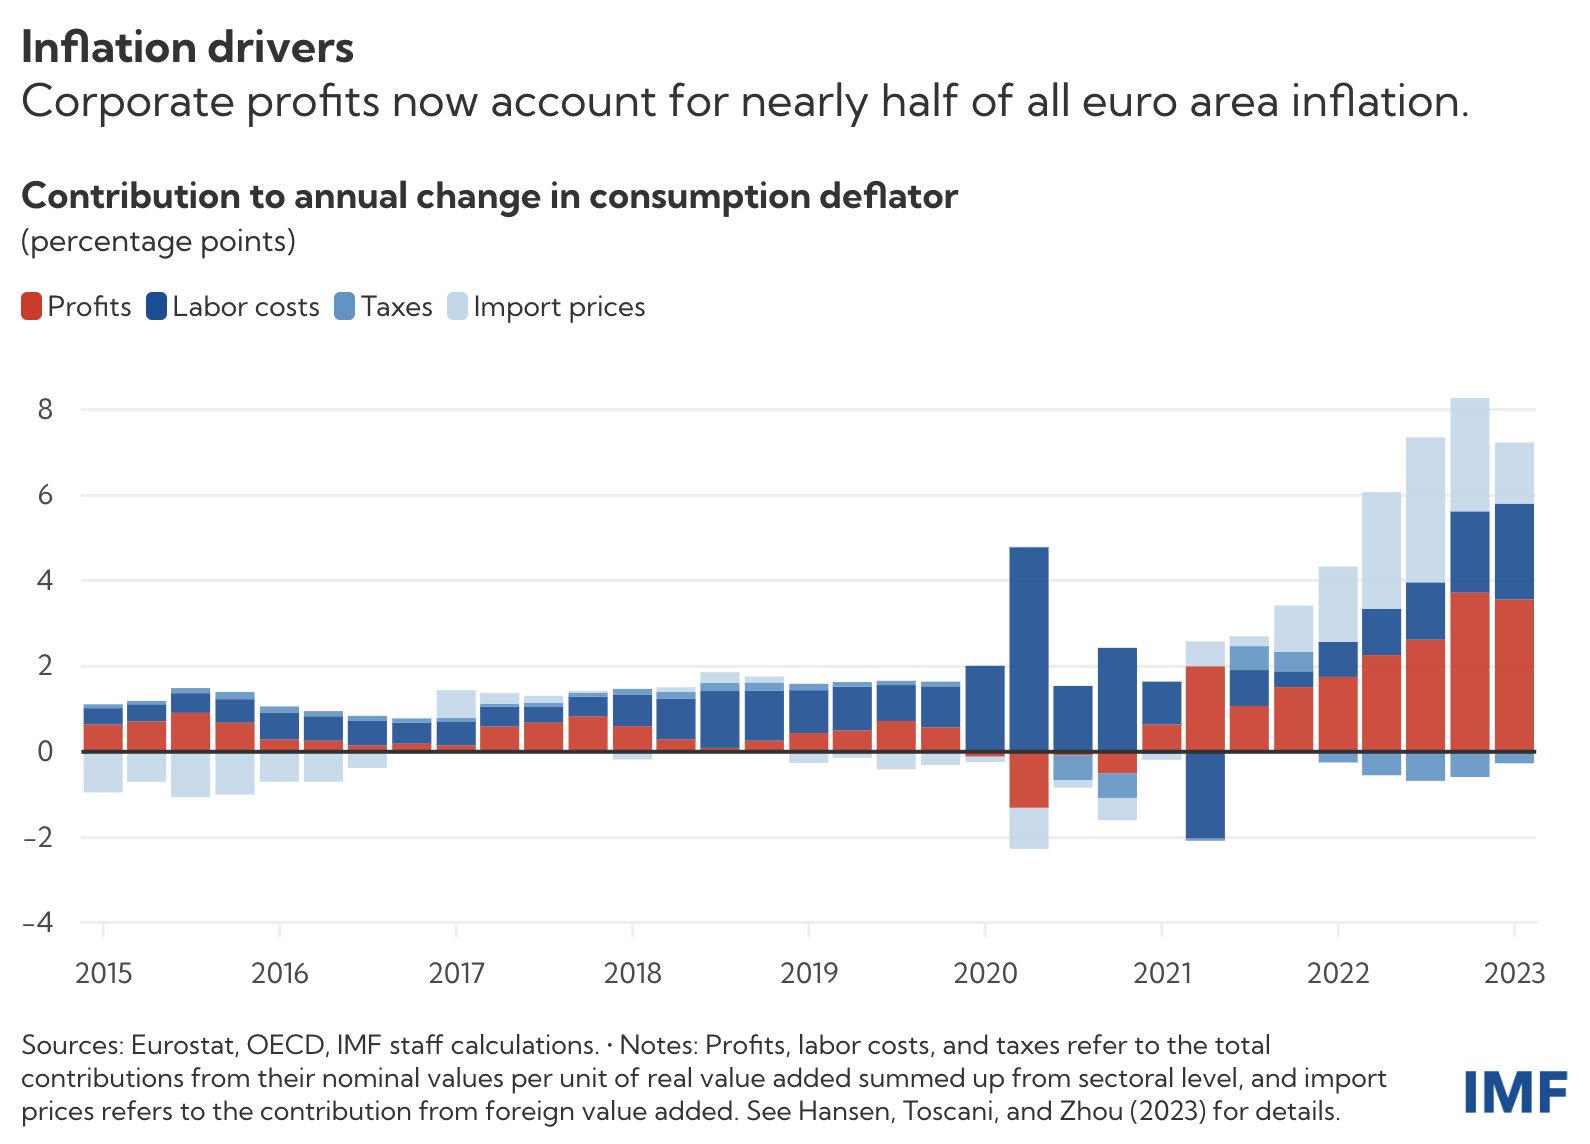 Inflation drivers
Corporate profits now account for nearly half of all euro area inflation.
Contribution to annual change in consumption deflator
(percentage points)
Profits Labor costs Taxes Import prices
8
6
4
2
0
−2
−4
2015 2016 2017 2018 2019 2020 2021 2022 2023
Sources: Eurostat, OECD, IMF staff calculations. • Notes: Profits, labor costs, and taxes refer to the total
contributions from their nominal values per unit of real value added summed up from sectoral level, and import
prices refers to the contribution from foreign value added. See Hansen, Toscani, and Zhou (2023) for details.
IMF